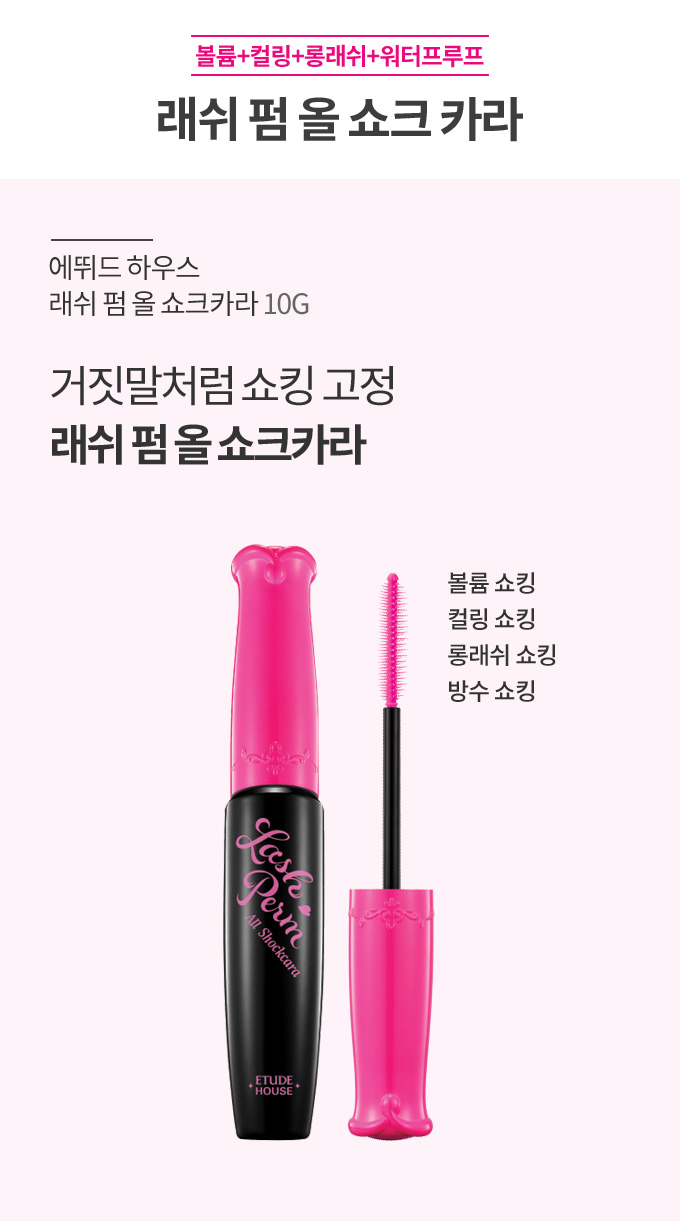 볼륨+컬링+롱래쉬+워터프루프
래쉬 펌 올 쇼크 카라
에뛰드 하우스
래쉬 펌 올 쇼크카라 10G
거짓말처럼 쇼킹 고정
래쉬 펌 올 쇼크카라
볼륨 쇼킹
컬링 쇼킹
롱래쉬 쇼킹
방수 쇼킹
Lash
Perm
All Shockcara
ETUDE
HOUSE